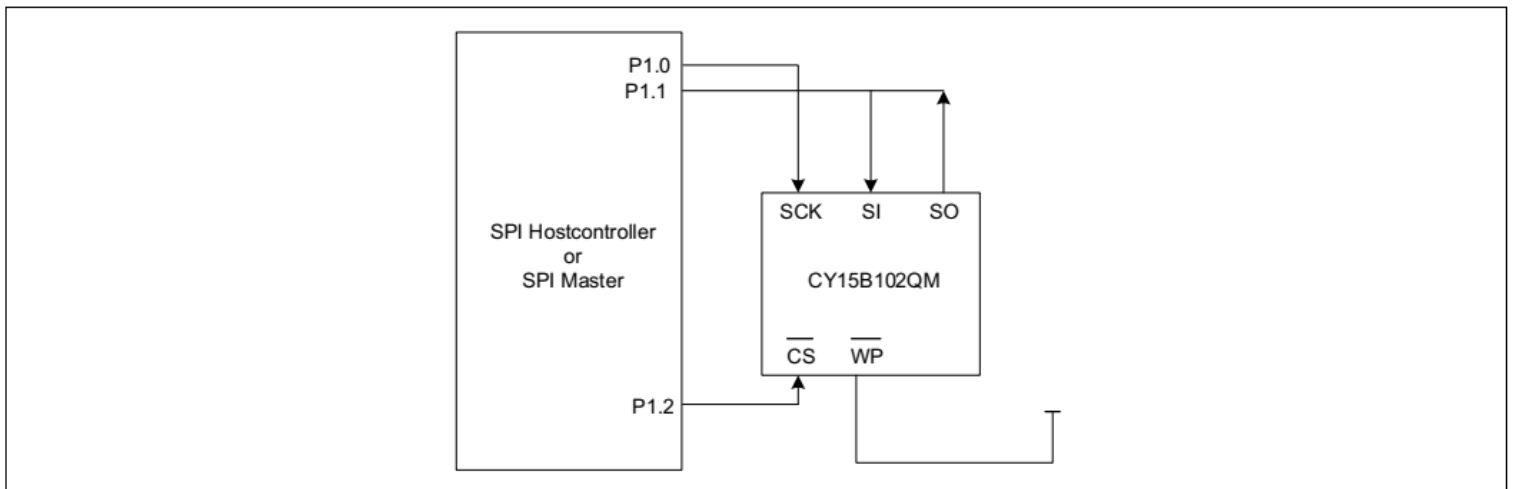 P1.0
P1.1
SCK SI SO
SPI Hostcontroller
or
SPI Master
CY15B102QM
CS WP
P1.2